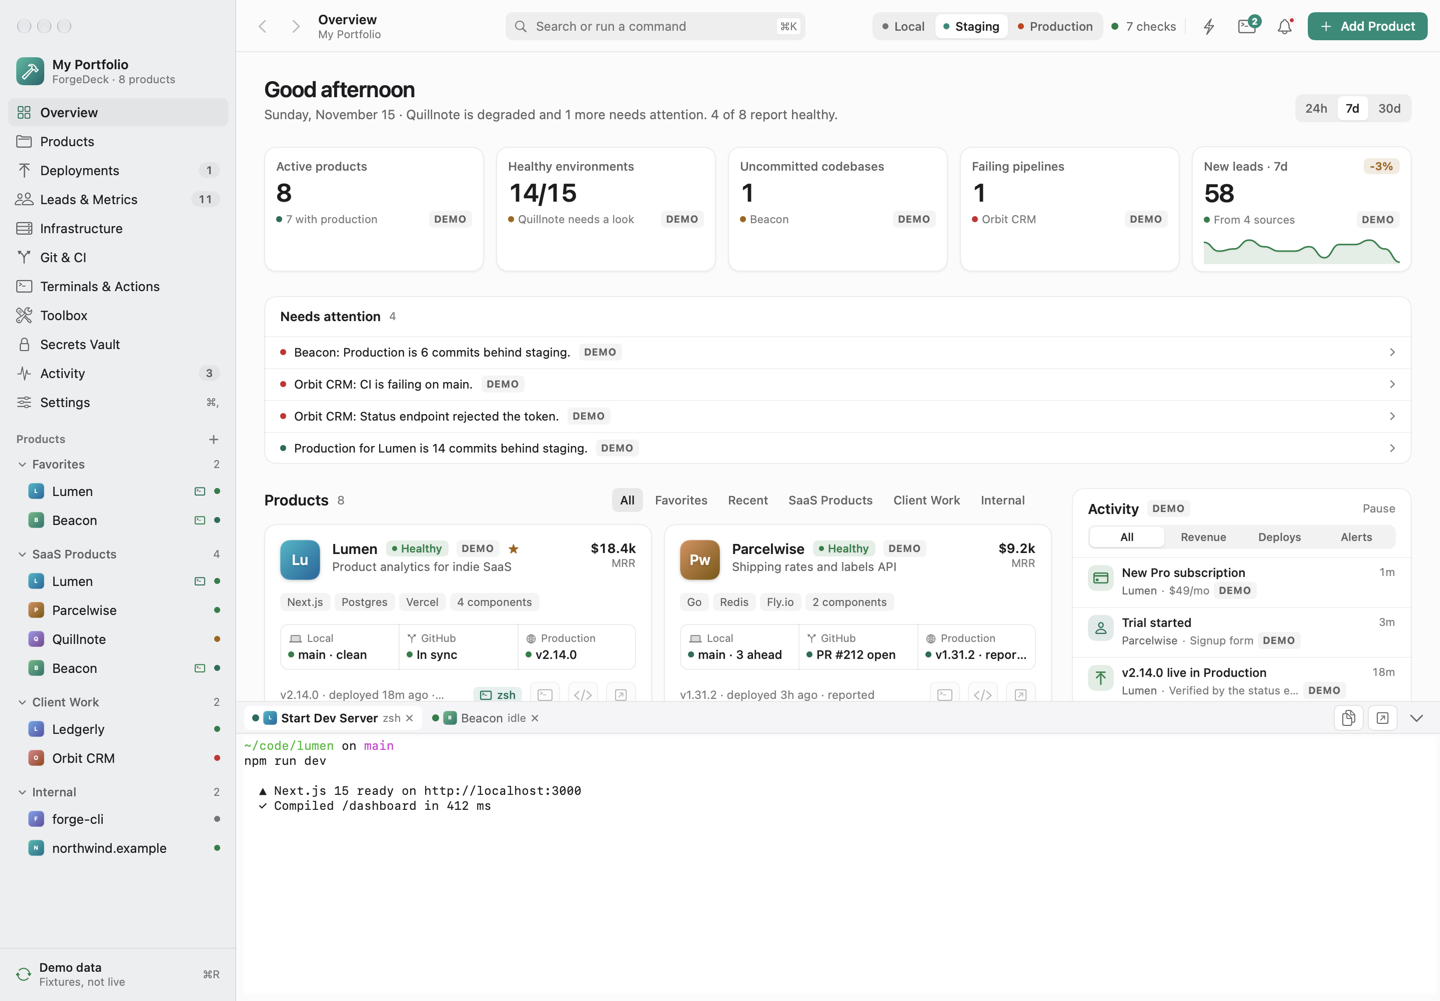 My Portfolio
ForgeDeck · 8 products
Overview
Products
Deployments 1
Leads & Metrics 11
Infrastructure
Git & CI
Terminals & Actions
Toolbox
Secrets Vault
Activity 3
Settings ⌘,
Products +
Favorites 2
L Lumen
B Beacon
SaaS Products 4
L Lumen
P Parcelwise
Q Quillnote
B Beacon
Client Work 2
L Ledgerly
O Orbit CRM
Internal 2
F forge-cli
N northwind.example
Demo data ⌘R
Fixtures, not live
Overview
My Portfolio
Search or run a command ⌘K
Local Staging Production 7 checks
2
+ Add Product
Good afternoon
Sunday, November 15 · Quillnote is degraded and 1 more needs attention. 4 of 8 report healthy.
24h 7d 30d
Active products
8
7 with production DEMO
Healthy environments
14/15
Quillnote needs a look DEMO
Uncommitted codebases
1
Beacon DEMO
Failing pipelines
1
Orbit CRM DEMO
New leads · 7d -3%
58
From 4 sources DEMO
Needs attention 4
Beacon: Production is 6 commits behind staging. DEMO
Orbit CRM: CI is failing on main. DEMO
Orbit CRM: Status endpoint rejected the token. DEMO
Production for Lumen is 14 commits behind staging. DEMO
Products 8
All Favorites Recent SaaS Products Client Work Internal
Lu Lumen Healthy DEMO ★ $18.4k
Product analytics for indie SaaS MRR
Next.js Postgres Vercel 4 components
Local GitHub Production
main · clean In sync v2.14.0
v2.14.0 · deployed 18m ago ·... zsh
Pw Parcelwise Healthy DEMO $9.2k
Shipping rates and labels API MRR
Go Redis Fly.io 2 components
Local GitHub Production
main · 3 ahead PR #212 open v1.31.2 · repor...
v1.31.2 · deployed 3h ago · reported
Activity DEMO Pause
All Revenue Deploys Alerts
New Pro subscription 1m
Lumen · $49/mo DEMO
Trial started 3m
Parcelwise · Signup form DEMO
v2.14.0 live in Production 18m
Lumen · Verified by the status e... DEMO
L Start Dev Server zsh ✕ B Beacon idle ✕
~/code/lumen on main
npm run dev
▲ Next.js 15 ready on http://localhost:3000
✓ Compiled /dashboard in 412 ms